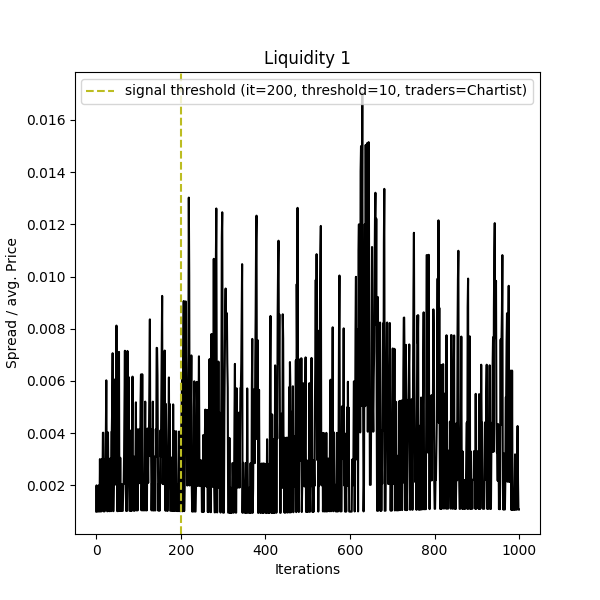 Liquidity 1
signal threshold (it=200, threshold=10, traders=Chartist)
Spread / avg. Price
0.016
0.014
0.012
0.010
0.008
0.006
0.004
0.002
0 200 400 600 800 1000
Iterations